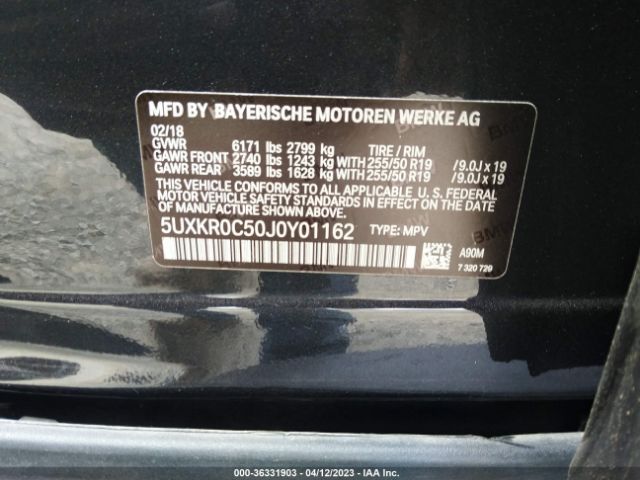 MFD BY BAYERISCHE MOTOREN WERKE AG
02/18
GVWR 6171 lbs 2799 kg TIRE / RIM
GAWR FRONT 2740 lbs 1243 kg WITH 255/50 R19 /9.0J x 19
GAWR REAR 3589 lbs 1628 kg WITH 255/50 R19 /9.0J x 19
THIS VEHICLE CONFORMS TO ALL APPLICABLE U.S. FEDERAL
MOTOR VEHICLE SAFETY STANDARDS IN EFFECT ON THE
DATE OF MANUFACTURE SHOWN ABOVE.
5UXKR0C50J0Y01162 TYPE: MPV
A90M
7 320 729
000-36331903 - 04/12/2023 - IAA Inc.